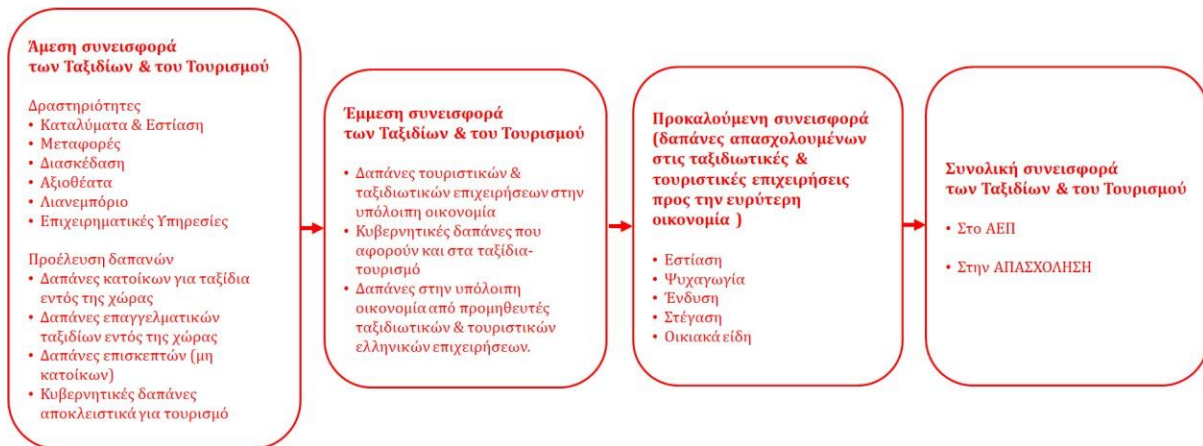 Άμεση συνεισφορά
των Ταξιδίων & του Τουρισμού
Δραστηριότητες
• Καταλύματα & Εστίαση
• Μεταφορές
• Διασκέδαση
• Αξιοθέατα
• Λιανεμπόριο
• Επιχειρηματικές Υπηρεσίες
Προέλευση δαπανών
• Δαπάνες κατοίκων για ταξίδια
εντός της χώρας
• Δαπάνες επαγγελματικών
ταξιδίων εντός της χώρας
• Δαπάνες επισκεπτών (μη
κατοίκων)
• Κυβερνητικές δαπάνες
αποκλειστικά για τουρισμό
Έμμεση συνεισφορά
των Ταξιδίων & του Τουρισμού
• Δαπάνες τουριστικών &
ταξιδιωτικών επιχειρήσεων στην
υπόλοιπη οικονομία
• Κυβερνητικές δαπάνες που
αφορούν και στα ταξίδια-
τουρισμό
• Δαπάνες στην υπόλοιπη
οικονομία από προμηθευτές
ταξιδιωτικών & τουριστικών
ελληνικών επιχειρήσεων.
Προκαλούμενη συνεισφορά
(δαπάνες απασχολουμένων
στις ταξιδιωτικές &
τουριστικές επιχειρήσεις
προς την ευρύτερη
οικονομία )
• Εστίαση
• Ψυχαγωγία
• Ένδυση
• Στέγαση
• Οικιακά είδη
Συνολική συνεισφορά
των Ταξιδίων & του Τουρισμού
• Στο ΑΕΠ
• Στην ΑΠΑΣΧΟΛΗΣΗ